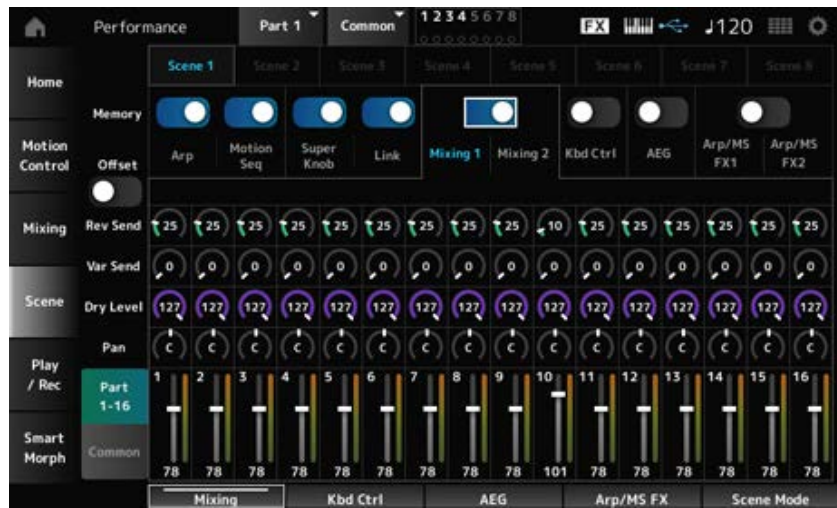 Performance Part 1 Common 1 2 3 4 5 6 7 8 FX ♩120
Home
Scene 1 Scene 2 Scene 3 Scene 4 Scene 5 Scene 6 Scene 7 Scene 8
Memory
Arp Motion Seq Super Knob Link Mixing 1 Mixing 2 Kbd Ctrl AEG Arp/MS FX1 Arp/MS FX2
Motion Control
Offset
Mixing
Rev Send 25 25 25 25 25 25 25 25 25 10 25 25 25 25 25 25
Var Send 0 0 0 0 0 0 0 0 0 0 0 0 0 0 0 0
Scene
Dry Level 127 127 127 127 127 127 127 127 127 127 127 127 127 127 127 127
Pan C C C C C C C C C C C C C C C C
Play / Rec
Part 1-16
1 2 3 4 5 6 7 8 9 10 11 12 13 14 15 16
Smart Morph
Common
78 78 78 78 78 78 78 78 78 101 78 78 78 78 78 78
Mixing Kbd Ctrl AEG Arp/MS FX Scene Mode